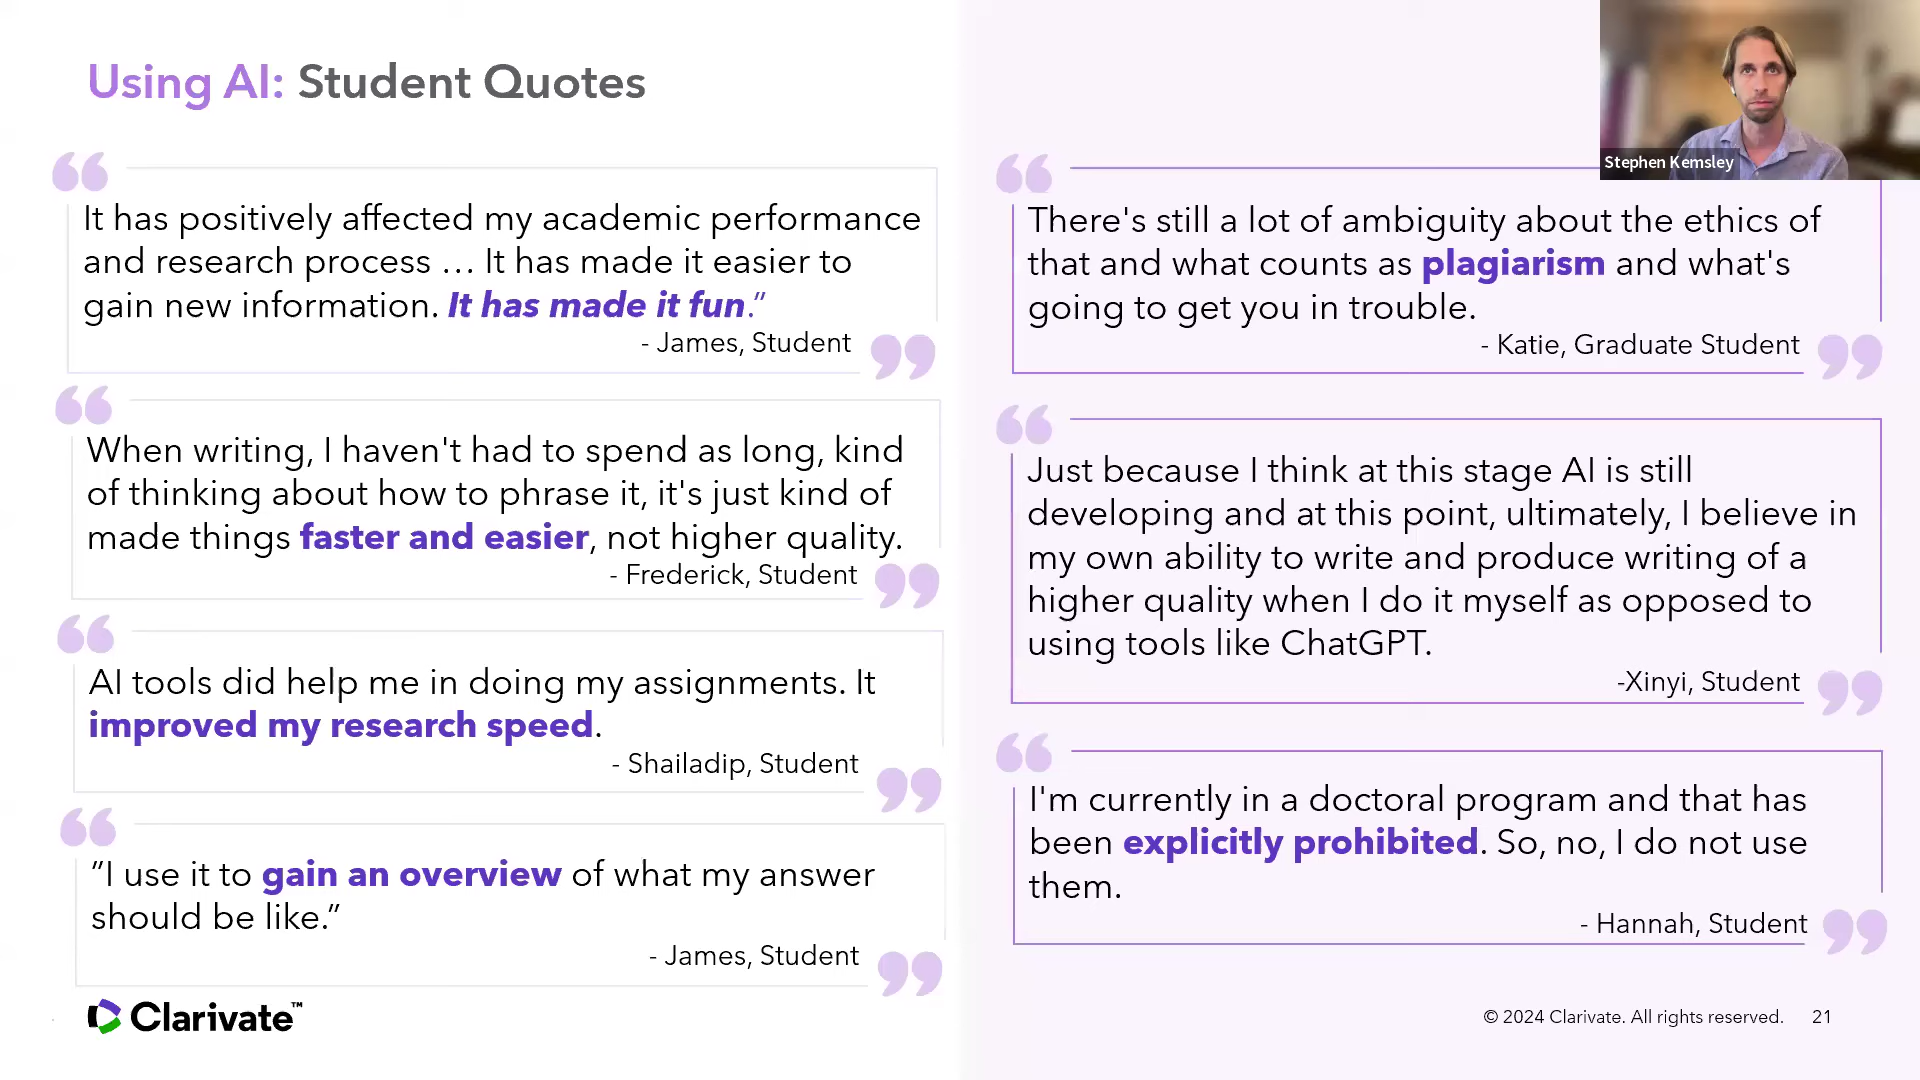 Using AI: Student Quotes
It has positively affected my academic performance
and research process … It has made it easier to
gain new information. It has made it fun.”
- James, Student
When writing, I haven't had to spend as long, kind
of thinking about how to phrase it, it's just kind of
made things faster and easier, not higher quality.
- Frederick, Student
AI tools did help me in doing my assignments. It
improved my research speed.
- Shailadip, Student
”I use it to gain an overview of what my answer
should be like.”
- James, Student
Stephen Kemsley
There's still a lot of ambiguity about the ethics of
that and what counts as plagiarism and what's
going to get you in trouble.
- Katie, Graduate Student
Just because I think at this stage AI is still
developing and at this point, ultimately, I believe in
my own ability to write and produce writing of a
higher quality when I do it myself as opposed to
using tools like ChatGPT.
-Xinyi, Student
I'm currently in a doctoral program and that has
been explicitly prohibited. So, no, I do not use
them.
- Hannah, Student
Clarivate™
© 2024 Clarivate. All rights reserved. 21